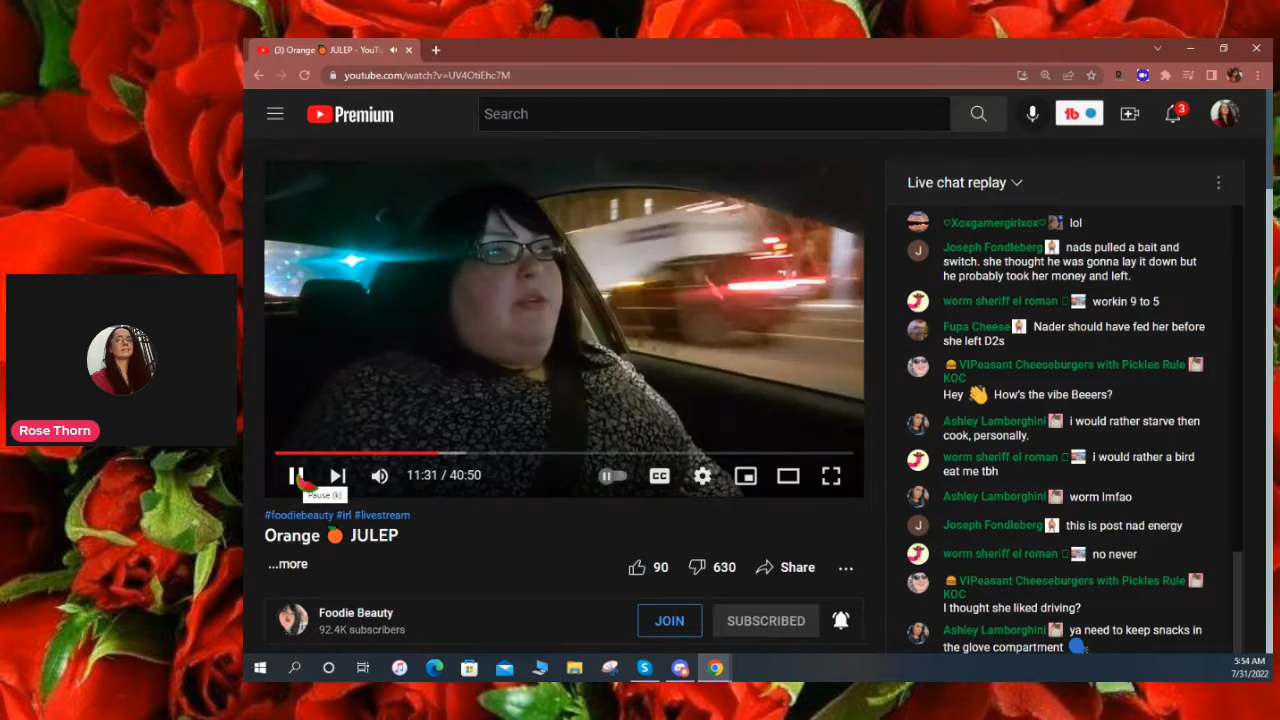 (3) Orange 🍊 JULEP - YouTu
youtube.com/watch?v=UV4OtiEhc7M
Premium
Search
3
Live chat replay
♡Xoxgamergirlxox♡ lol
J
Joseph Fondleberg nads pulled a bait and
switch. she thought he was gonna lay it down but
he probably took her money and left.
worm sheriff el roman workin 9 to 5
Fupa Cheese Nader should have fed her before
she left D2s
🍔VIPeasant Cheeseburgers with Pickles Rule
KOC
Hey 👋 How's the vibe Beeers?
Ashley Lamborghini i would rather starve then
cook, personally.
worm sheriff el roman i would rather a bird
eat me tbh
Ashley Lamborghini worm lmfao
J
Joseph Fondleberg this is post nad energy
worm sheriff el roman no never
🍔VIPeasant Cheeseburgers with Pickles Rule
KOC
I thought she liked driving?
Ashley Lamborghini ya need to keep snacks in
the glove compartment 🗣
Rose Thorn
11:31 / 40:50
CC
Pause (k)
#foodiebeauty #irl #livestream
Orange 🍊 JULEP
...more
90
630
Share
Foodie Beauty
92.4K subscribers
JOIN
SUBSCRIBED
5:54 AM
7/31/2022